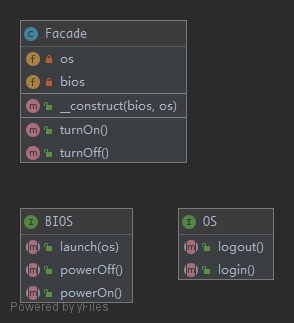 C Facade
f os
f bios
m __construct(bios, os)
m turnOn()
m turnOff()
I BIOS
m launch(os)
m powerOff()
m powerOn()
I OS
m logout()
m login()
Powered by yFiles